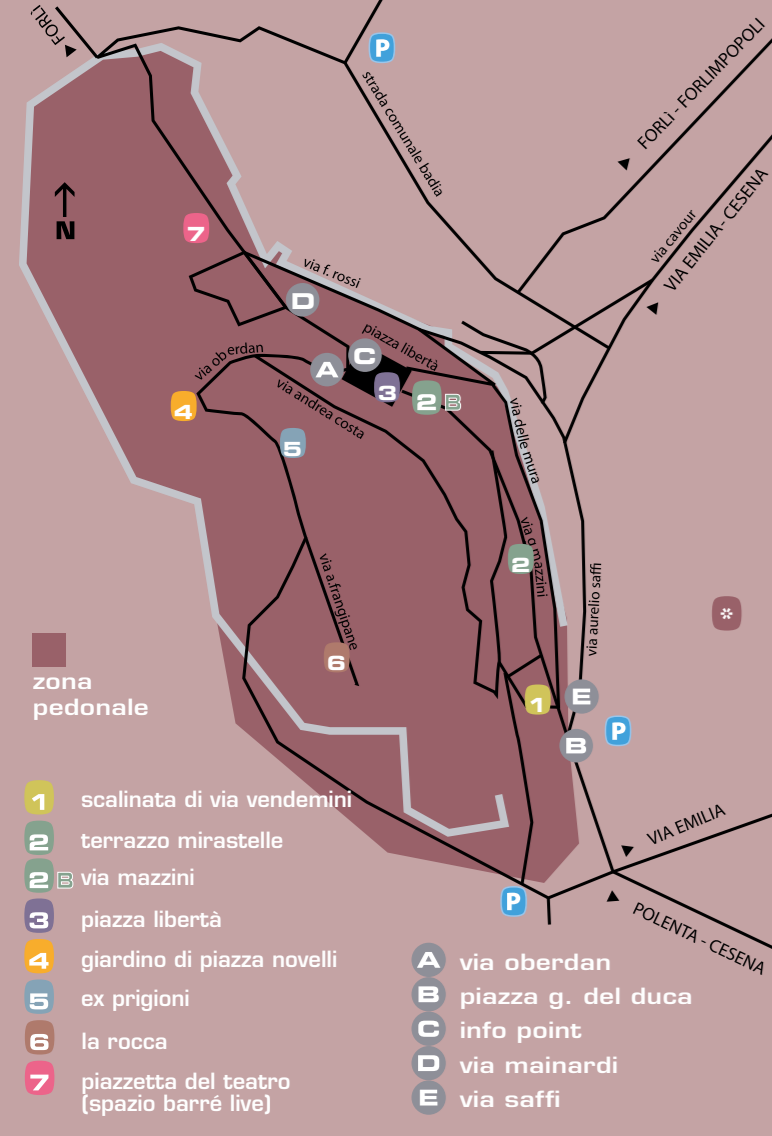 FORLÌ
P
strada comunale badia
FORLì - FORLIMPOPOLI
via cavour
VIA EMILIA - CESENA
N
7
via f. rossi
D
piazza libertà
C
via oberdan
A
3
2 B
4
via andrea costa
5
via delle mura
2
via g. mazzini
via a.frangipane
via aurelio saffi
6
1
E
P
B
zona
pedonale
VIA EMILIA
P
POLENTA - CESENA
1 scalinata di via vendemini
2 terrazzo mirastelle
2 B via mazzini
3 piazza libertà
4 giardino di piazza novelli
5 ex prigioni
6 la rocca
7 piazzetta del teatro
(spazio barré live)
A via oberdan
B piazza g. del duca
C info point
D via mainardi
E via saffi